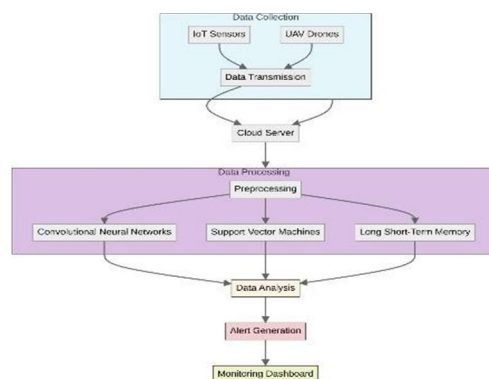 Data Collection
IoT Sensors
UAV Drones
Data Transmission
Cloud Server
Data Processing
Preprocessing
Convolutional Neural Networks
Support Vector Machines
Long Short-Term Memory
Data Analysis
Alert Generation
Monitoring Dashboard